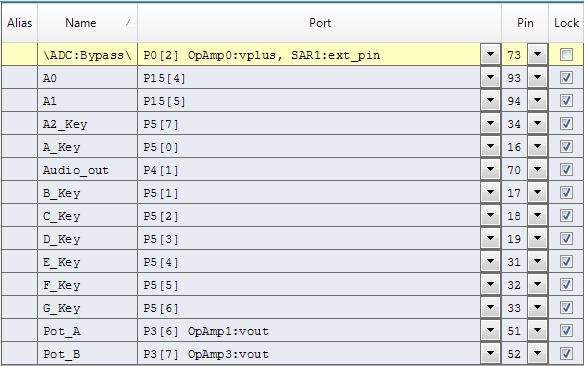 Alias Name / Port Pin Lock
\ADC:Bypass\ P0[2] OpAmp0:vplus, SAR1:ext_pin 73
A0 P15[4] 93
A1 P15[5] 94
A2_Key P5[7] 34
A_Key P5[0] 16
Audio_out P4[1] 70
B_Key P5[1] 17
C_Key P5[2] 18
D_Key P5[3] 19
E_Key P5[4] 31
F_Key P5[5] 32
G_Key P5[6] 33
Pot_A P3[6] OpAmp1:vout 51
Pot_B P3[7] OpAmp3:vout 52